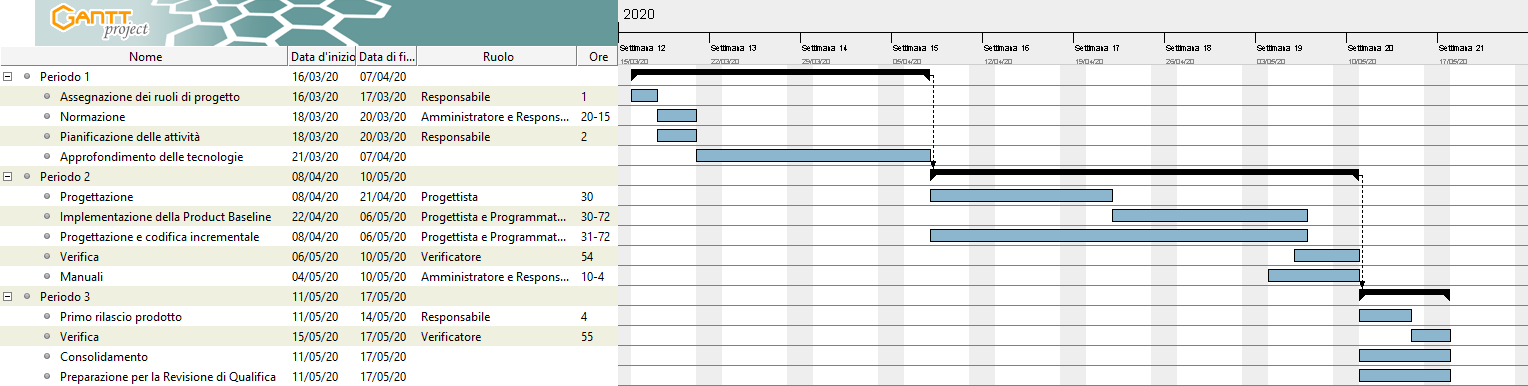 GANTT project
2020
Settimana 12 Settimana 13 Settimana 14 Settimana 15 Settimana 16 Settimana 17 Settimana 18 Settimana 19 Settimana 20 Settimana 21
15/03/20 22/03/20 29/03/20 05/04/20 12/04/20 19/04/20 26/04/20 03/05/20 10/05/20 17/05/20
Nome Data d'inizio Data di fi... Ruolo Ore
Periodo 1 16/03/20 07/04/20
Assegnazione dei ruoli di progetto 16/03/20 17/03/20 Responsabile 1
Normazione 18/03/20 20/03/20 Amministratore e Respons... 20-15
Pianificazione delle attività 18/03/20 20/03/20 Responsabile 2
Approfondimento delle tecnologie 21/03/20 07/04/20
Periodo 2 08/04/20 10/05/20
Progettazione 08/04/20 21/04/20 Progettista 30
Implementazione della Product Baseline 22/04/20 06/05/20 Progettista e Programmat... 30-72
Progettazione e codifica incrementale 08/04/20 06/05/20 Progettista e Programmat... 31-72
Verifica 06/05/20 10/05/20 Verificatore 54
Manuali 04/05/20 10/05/20 Amministratore e Respons... 10-4
Periodo 3 11/05/20 17/05/20
Primo rilascio prodotto 11/05/20 14/05/20 Responsabile 4
Verifica 15/05/20 17/05/20 Verificatore 55
Consolidamento 11/05/20 17/05/20
Preparazione per la Revisione di Qualifica 11/05/20 17/05/20